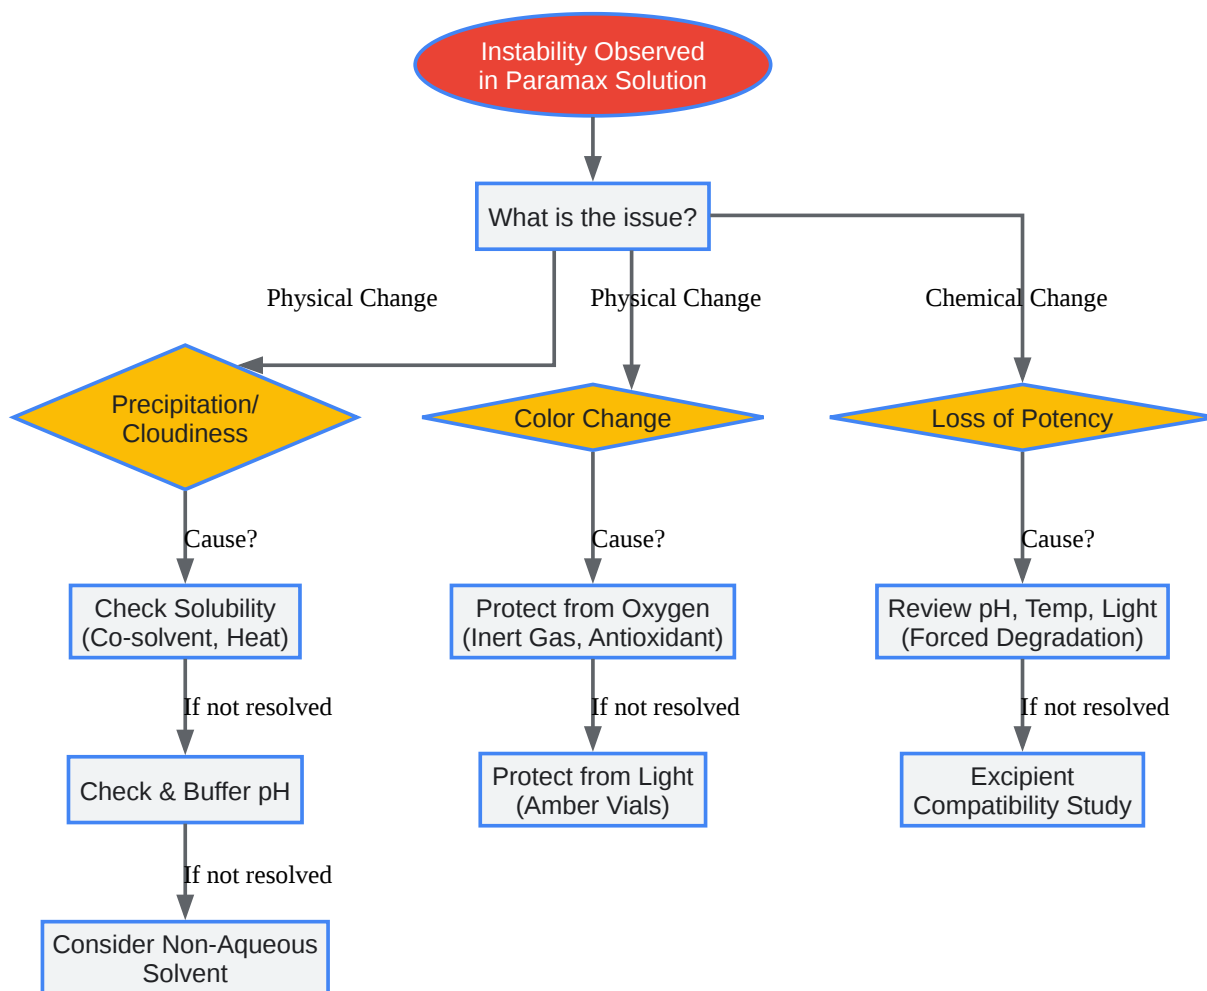 Instability Observed
in Paramax Solution
What is the issue?
Physical Change
Physical Change
Chemical Change
Precipitation/
Cloudiness
Color Change
Loss of Potency
Cause?
Cause?
Cause?
Check Solubility
(Co-solvent, Heat)
Protect from Oxygen
(Inert Gas, Antioxidant)
Review pH, Temp, Light
(Forced Degradation)
If not resolved
If not resolved
If not resolved
Check & Buffer pH
Protect from Light
(Amber Vials)
Excipient
Compatibility Study
If not resolved
Consider Non-Aqueous
Solvent